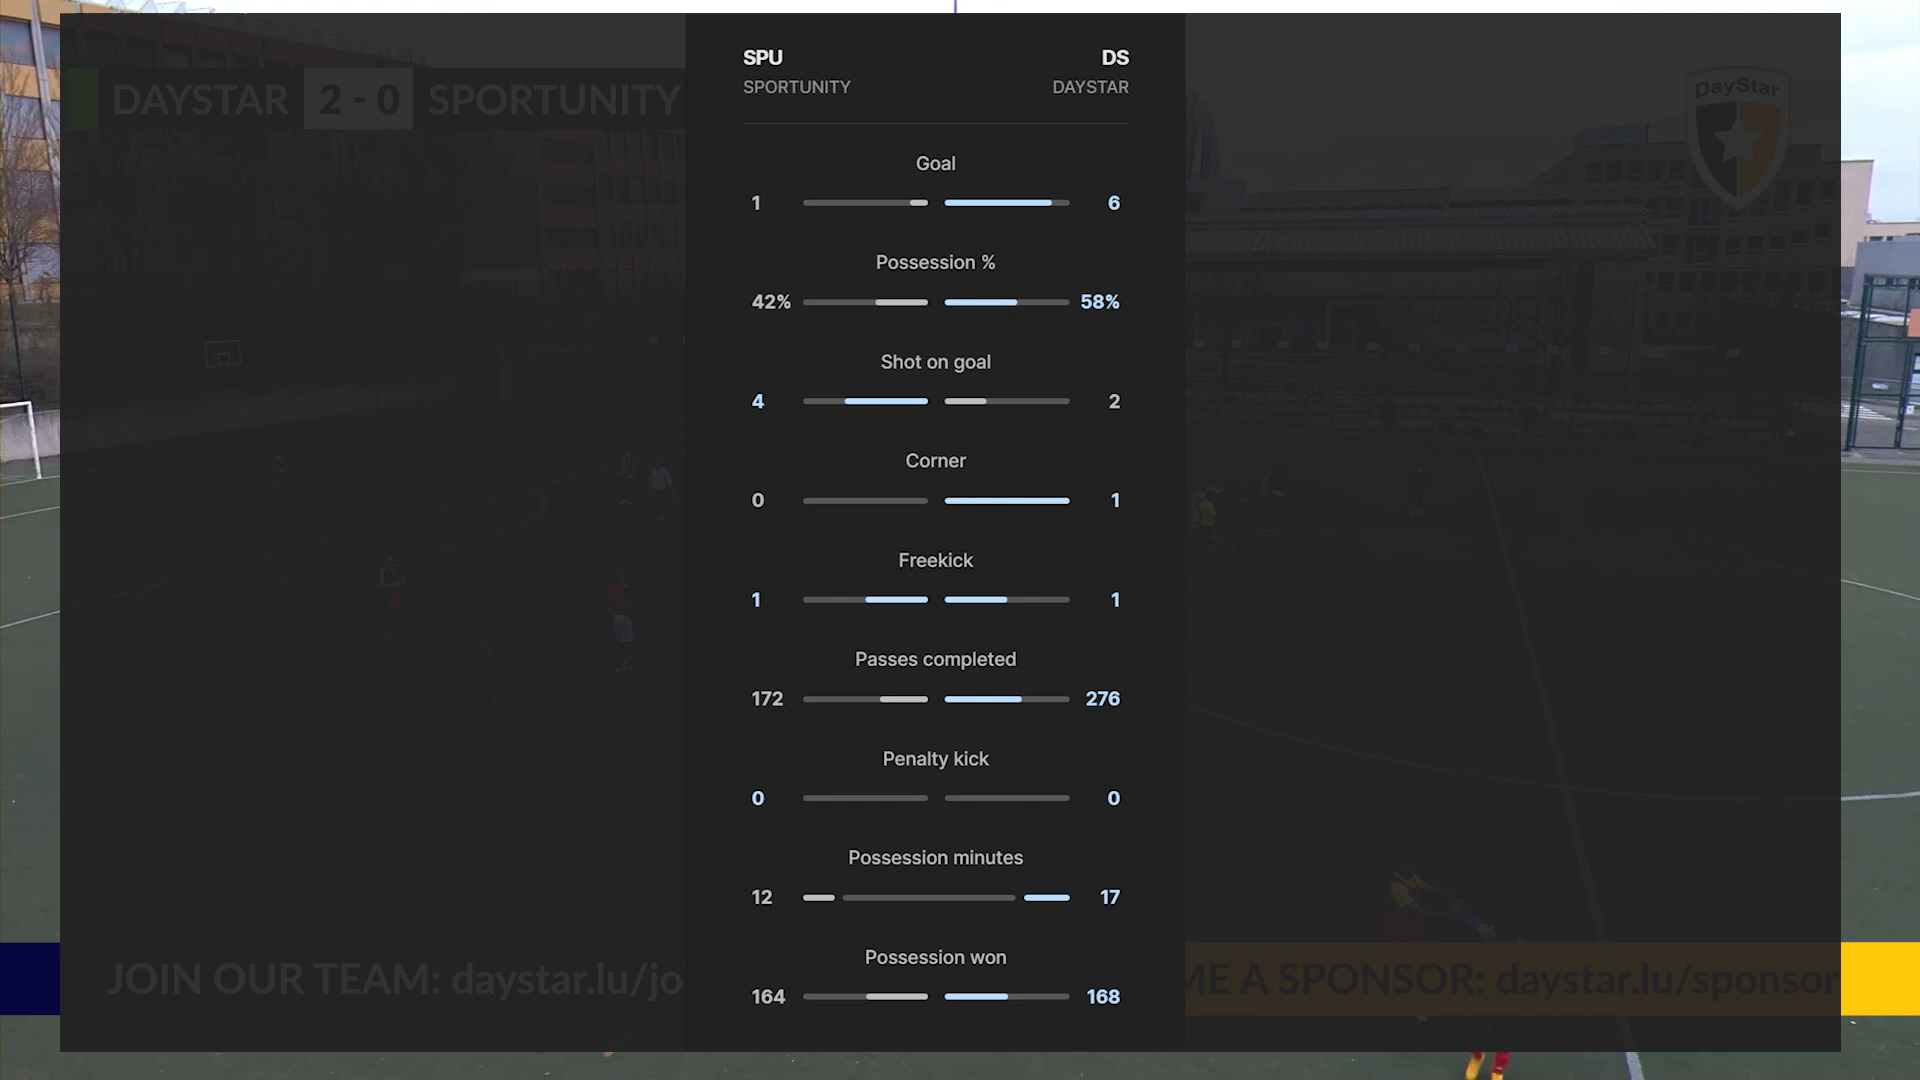 SPU DS
SPORTUNITY DAYSTAR
DAYSTAR 2 - 0 SPORTUNITY
DayStar
Goal
1 6
Possession %
42% 58%
Shot on goal
4 2
Corner
0 1
Freekick
1 1
Passes completed
172 276
Penalty kick
0 0
Possession minutes
12 17
Possession won
164 168
JOIN OUR TEAM: daystar.lu/jo
ME A SPONSOR: daystar.lu/sponsor